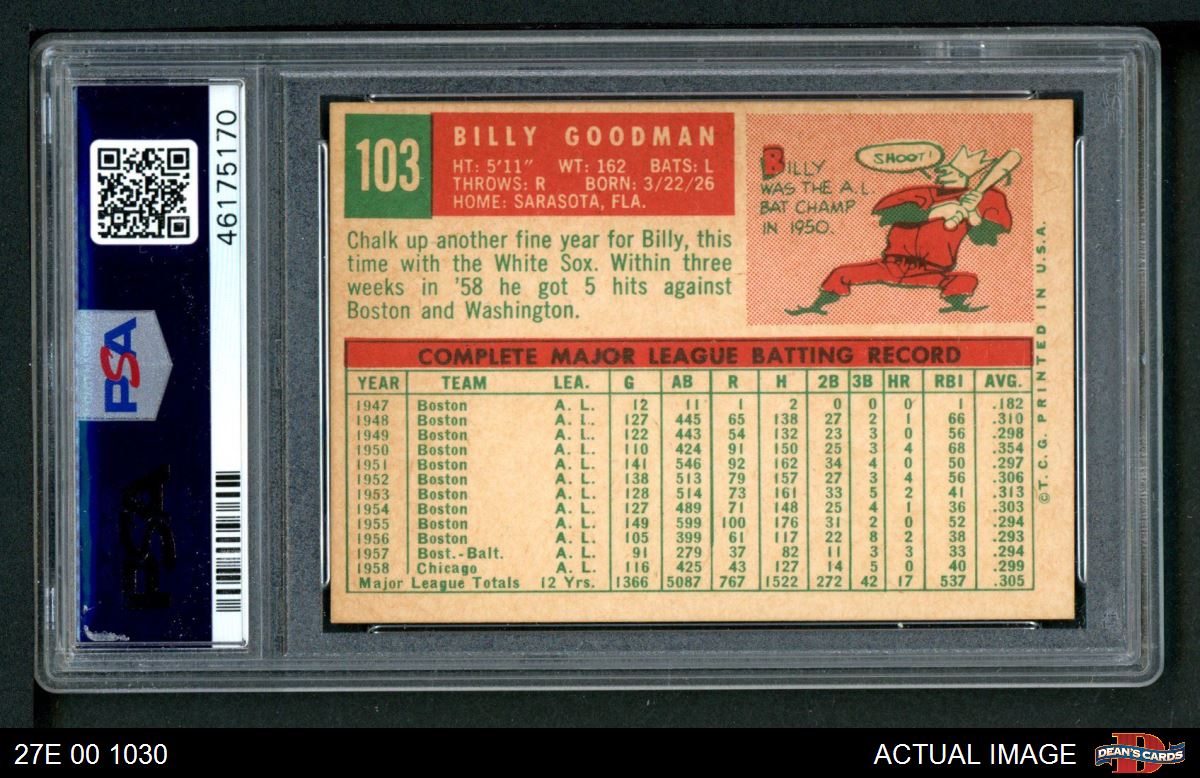 46175170
PSA
PSA
103
BILLY GOODMAN
HT: 5'11" WT: 162 BATS: L
THROWS: R BORN: 3/22/26
HOME: SARASOTA, FLA.
Chalk up another fine year for Billy, this
time with the White Sox. Within three
weeks in '58 he got 5 hits against
Boston and Washington.
BILLY
WAS THE A.L.
BAT CHAMP
IN 1950.
SHOOT!
COMPLETE MAJOR LEAGUE BATTING RECORD
YEAR TEAM LEA. G AB R H 2B 3B HR RBI AVG.
1947 Boston A. L. 12 11 1 2 0 0 0 1 .182
1948 Boston A. L. 127 445 65 138 27 2 1 66 .310
1949 Boston A. L. 122 443 54 132 23 3 0 56 .298
1950 Boston A. L. 110 424 91 150 25 3 4 68 .354
1951 Boston A. L. 141 546 92 162 34 4 0 50 .297
1952 Boston A. L. 138 513 79 157 27 3 4 56 .306
1953 Boston A. L. 128 514 73 161 33 5 2 41 .313
1954 Boston A. L. 127 489 71 148 25 4 1 36 .303
1955 Boston A. L. 149 599 100 176 31 2 0 52 .294
1956 Boston A. L. 105 399 61 117 22 8 2 38 .293
1957 Bost.-Balt. A. L. 91 279 37 82 11 3 3 33 .294
1958 Chicago A. L. 116 425 43 127 14 5 0 40 .299
Major League Totals 12 Yrs. 1366 5087 767 1522 272 42 17 537 .305
©T.C.G. PRINTED IN U.S.A.
27E 00 1030
ACTUAL IMAGE
DEAN'S CARDS